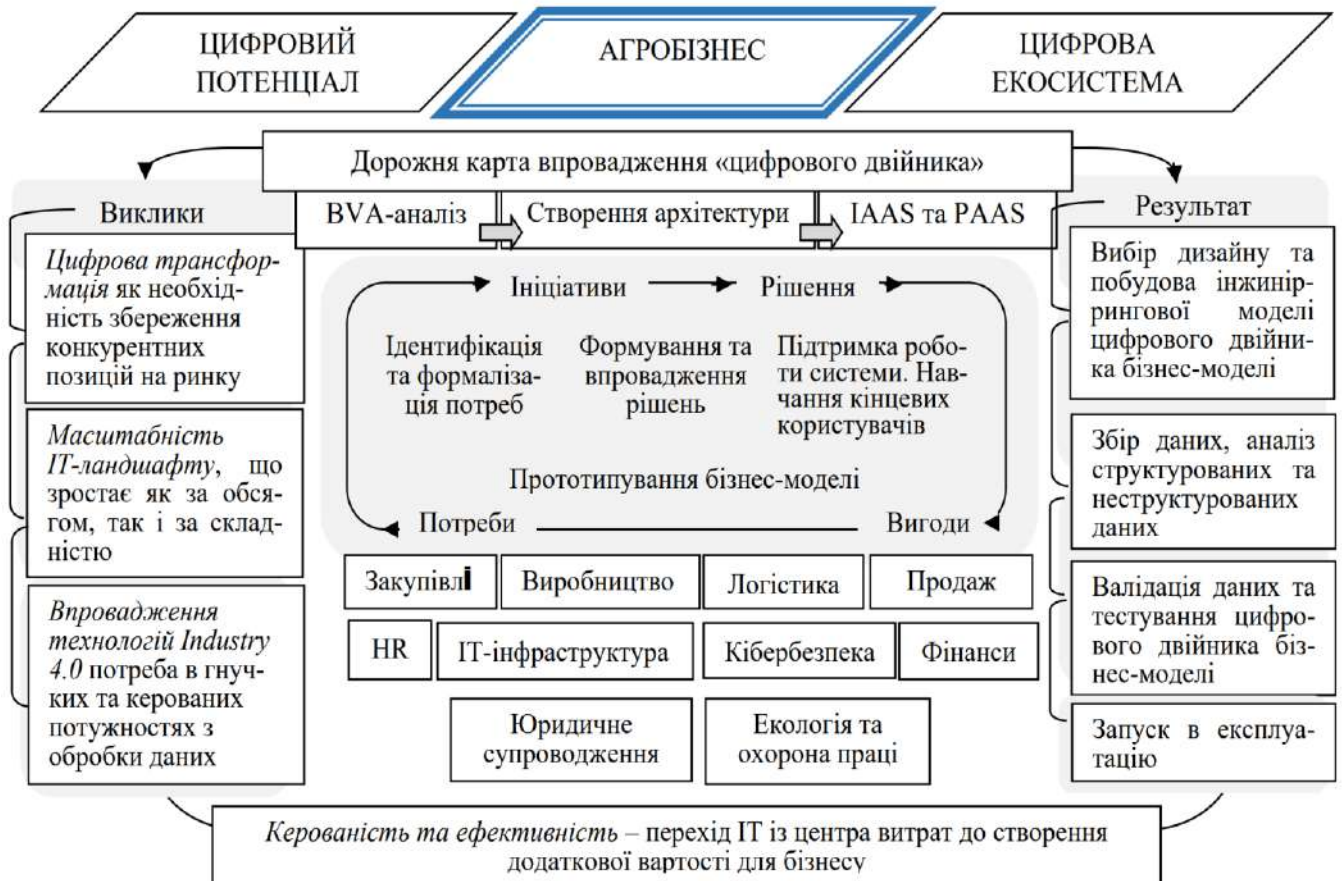 ЦИФРОВИЙ
ПОТЕНЦІАЛ
АГРОБІЗНЕС
ЦИФРОВА
ЕКОСИСТЕМА
Дорожня карта впровадження «цифрового двійника»
BVA-аналіз
Створення архітектури
IAAS та PAAS
Виклики
Цифрова трансфор-
мація як необхід-
ність збереження
конкурентних
позицій на ринку
Масштабність
ІТ-ландшафту, що
зростає як за обся-
гом, так і за склад-
ністю
Впровадження
технологій Industry
4.0 потреба в гнуч-
ких та керованих
потужностях з
обробки даних
Ініціативи
Рішення
Ідентифікація
та формаліза-
ція потреб
Формування та
впровадження
рішень
Підтримка робо-
ти системи. Нав-
чання кінцевих
користувачів
Прототипування бізнес-моделі
Потреби
Вигоди
Закупівлі
Виробництво
Логістика
Продаж
HR
ІТ-інфраструктура
Кібербезпека
Фінанси
Юридичне
супроводження
Екологія та
охорона праці
Результат
Вибір дизайну та
побудова інжинір-
рингової моделі
цифрового двійни-
ка бізнес-моделі
Збір даних, аналіз
структурованих та
неструктурованих
даних
Валідація даних та
тестування цифро-
вого двійника біз-
нес-моделі
Запуск в експлуа-
тацію
Керованість та ефективність – перехід ІТ із центра витрат до створення
додаткової вартості для бізнесу